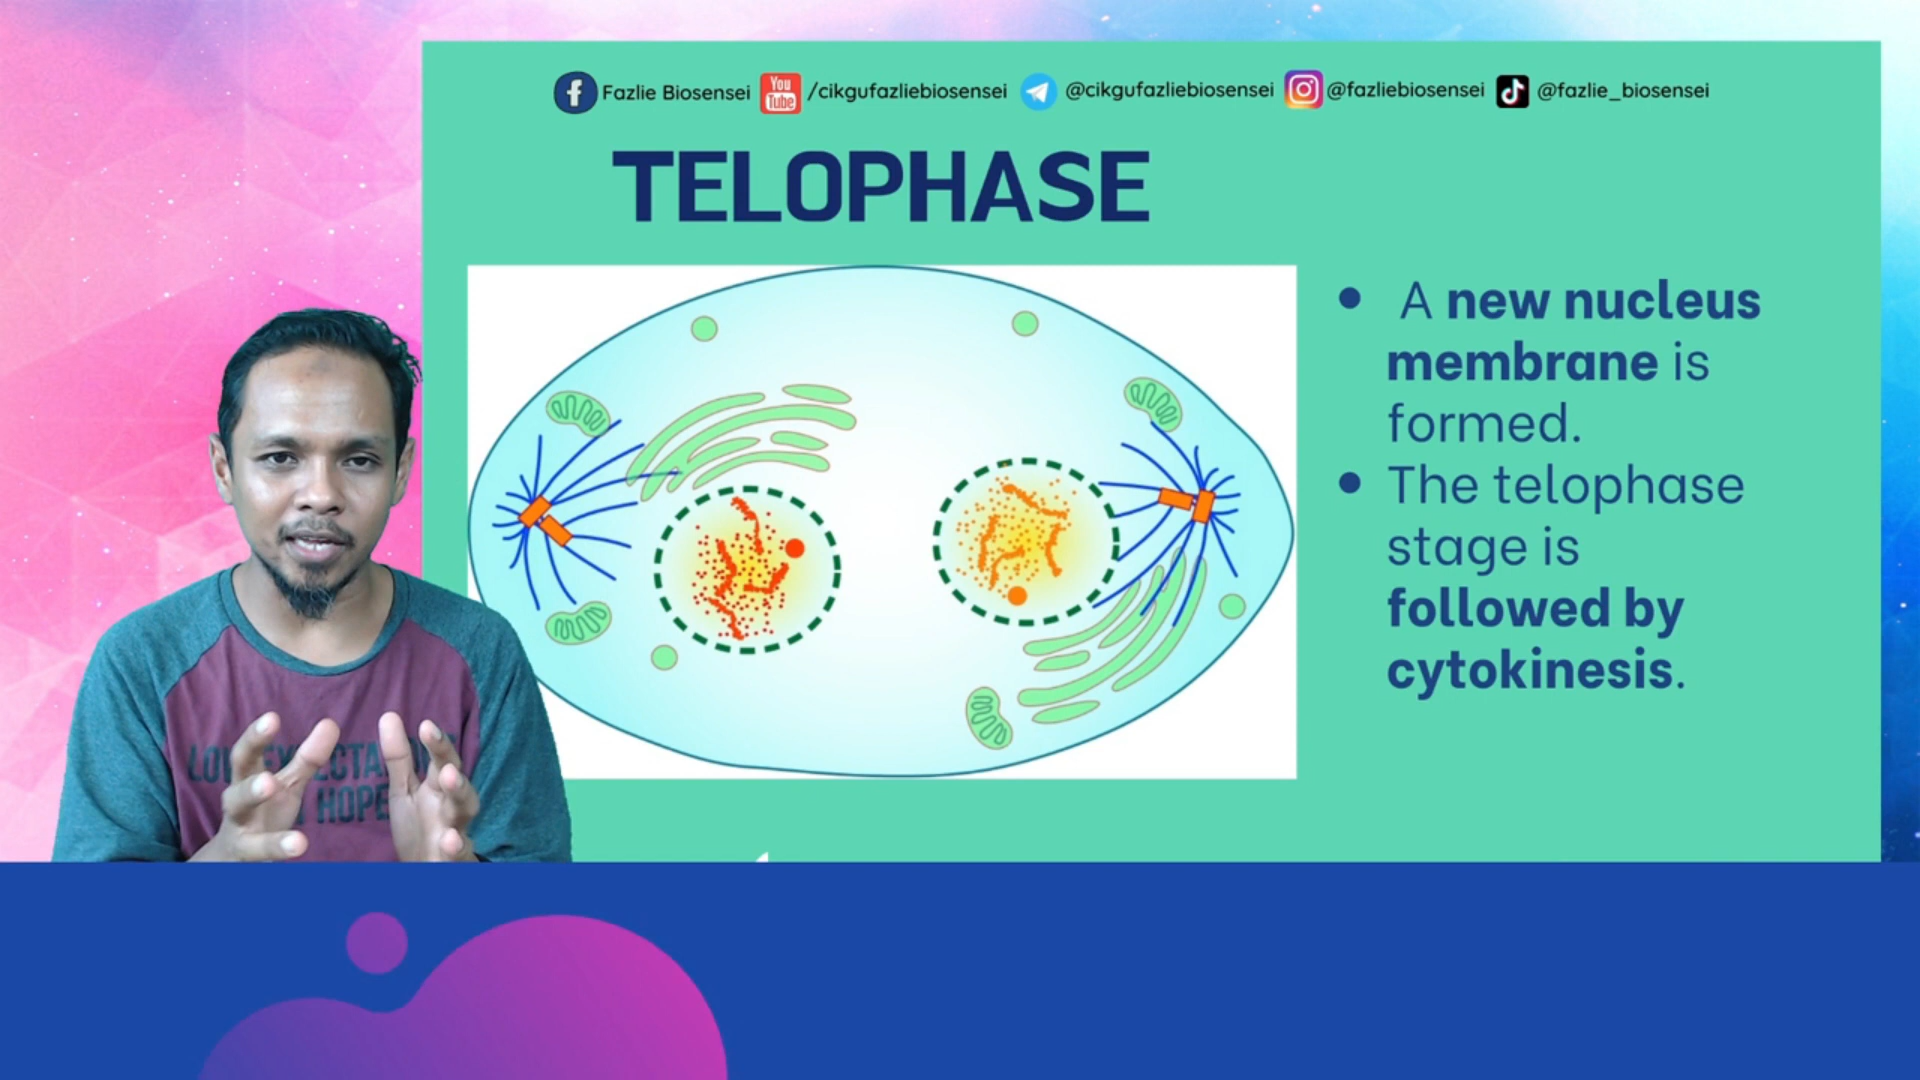 Fazlie Biosensei You Tube /cikgufazliebiosensei @cikgufazliebiosensei @fazliebiosensei @fazlie_biosensei
TELOPHASE
• A new nucleus
membrane is
formed.
• The telophase
stage is
followed by
cytokinesis.
HOPE